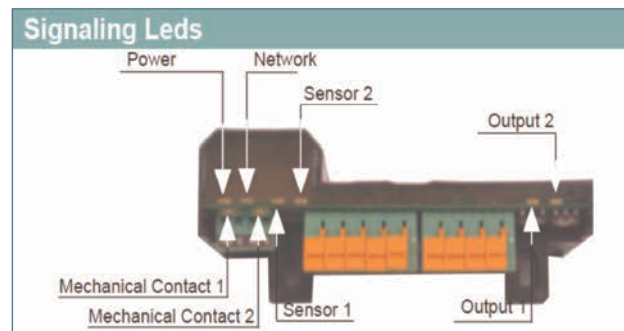 Signaling Leds
Power
Network
Sensor 2
Output 2
Mechanical Contact 1
Mechanical Contact 2
Sensor 1
Output 1